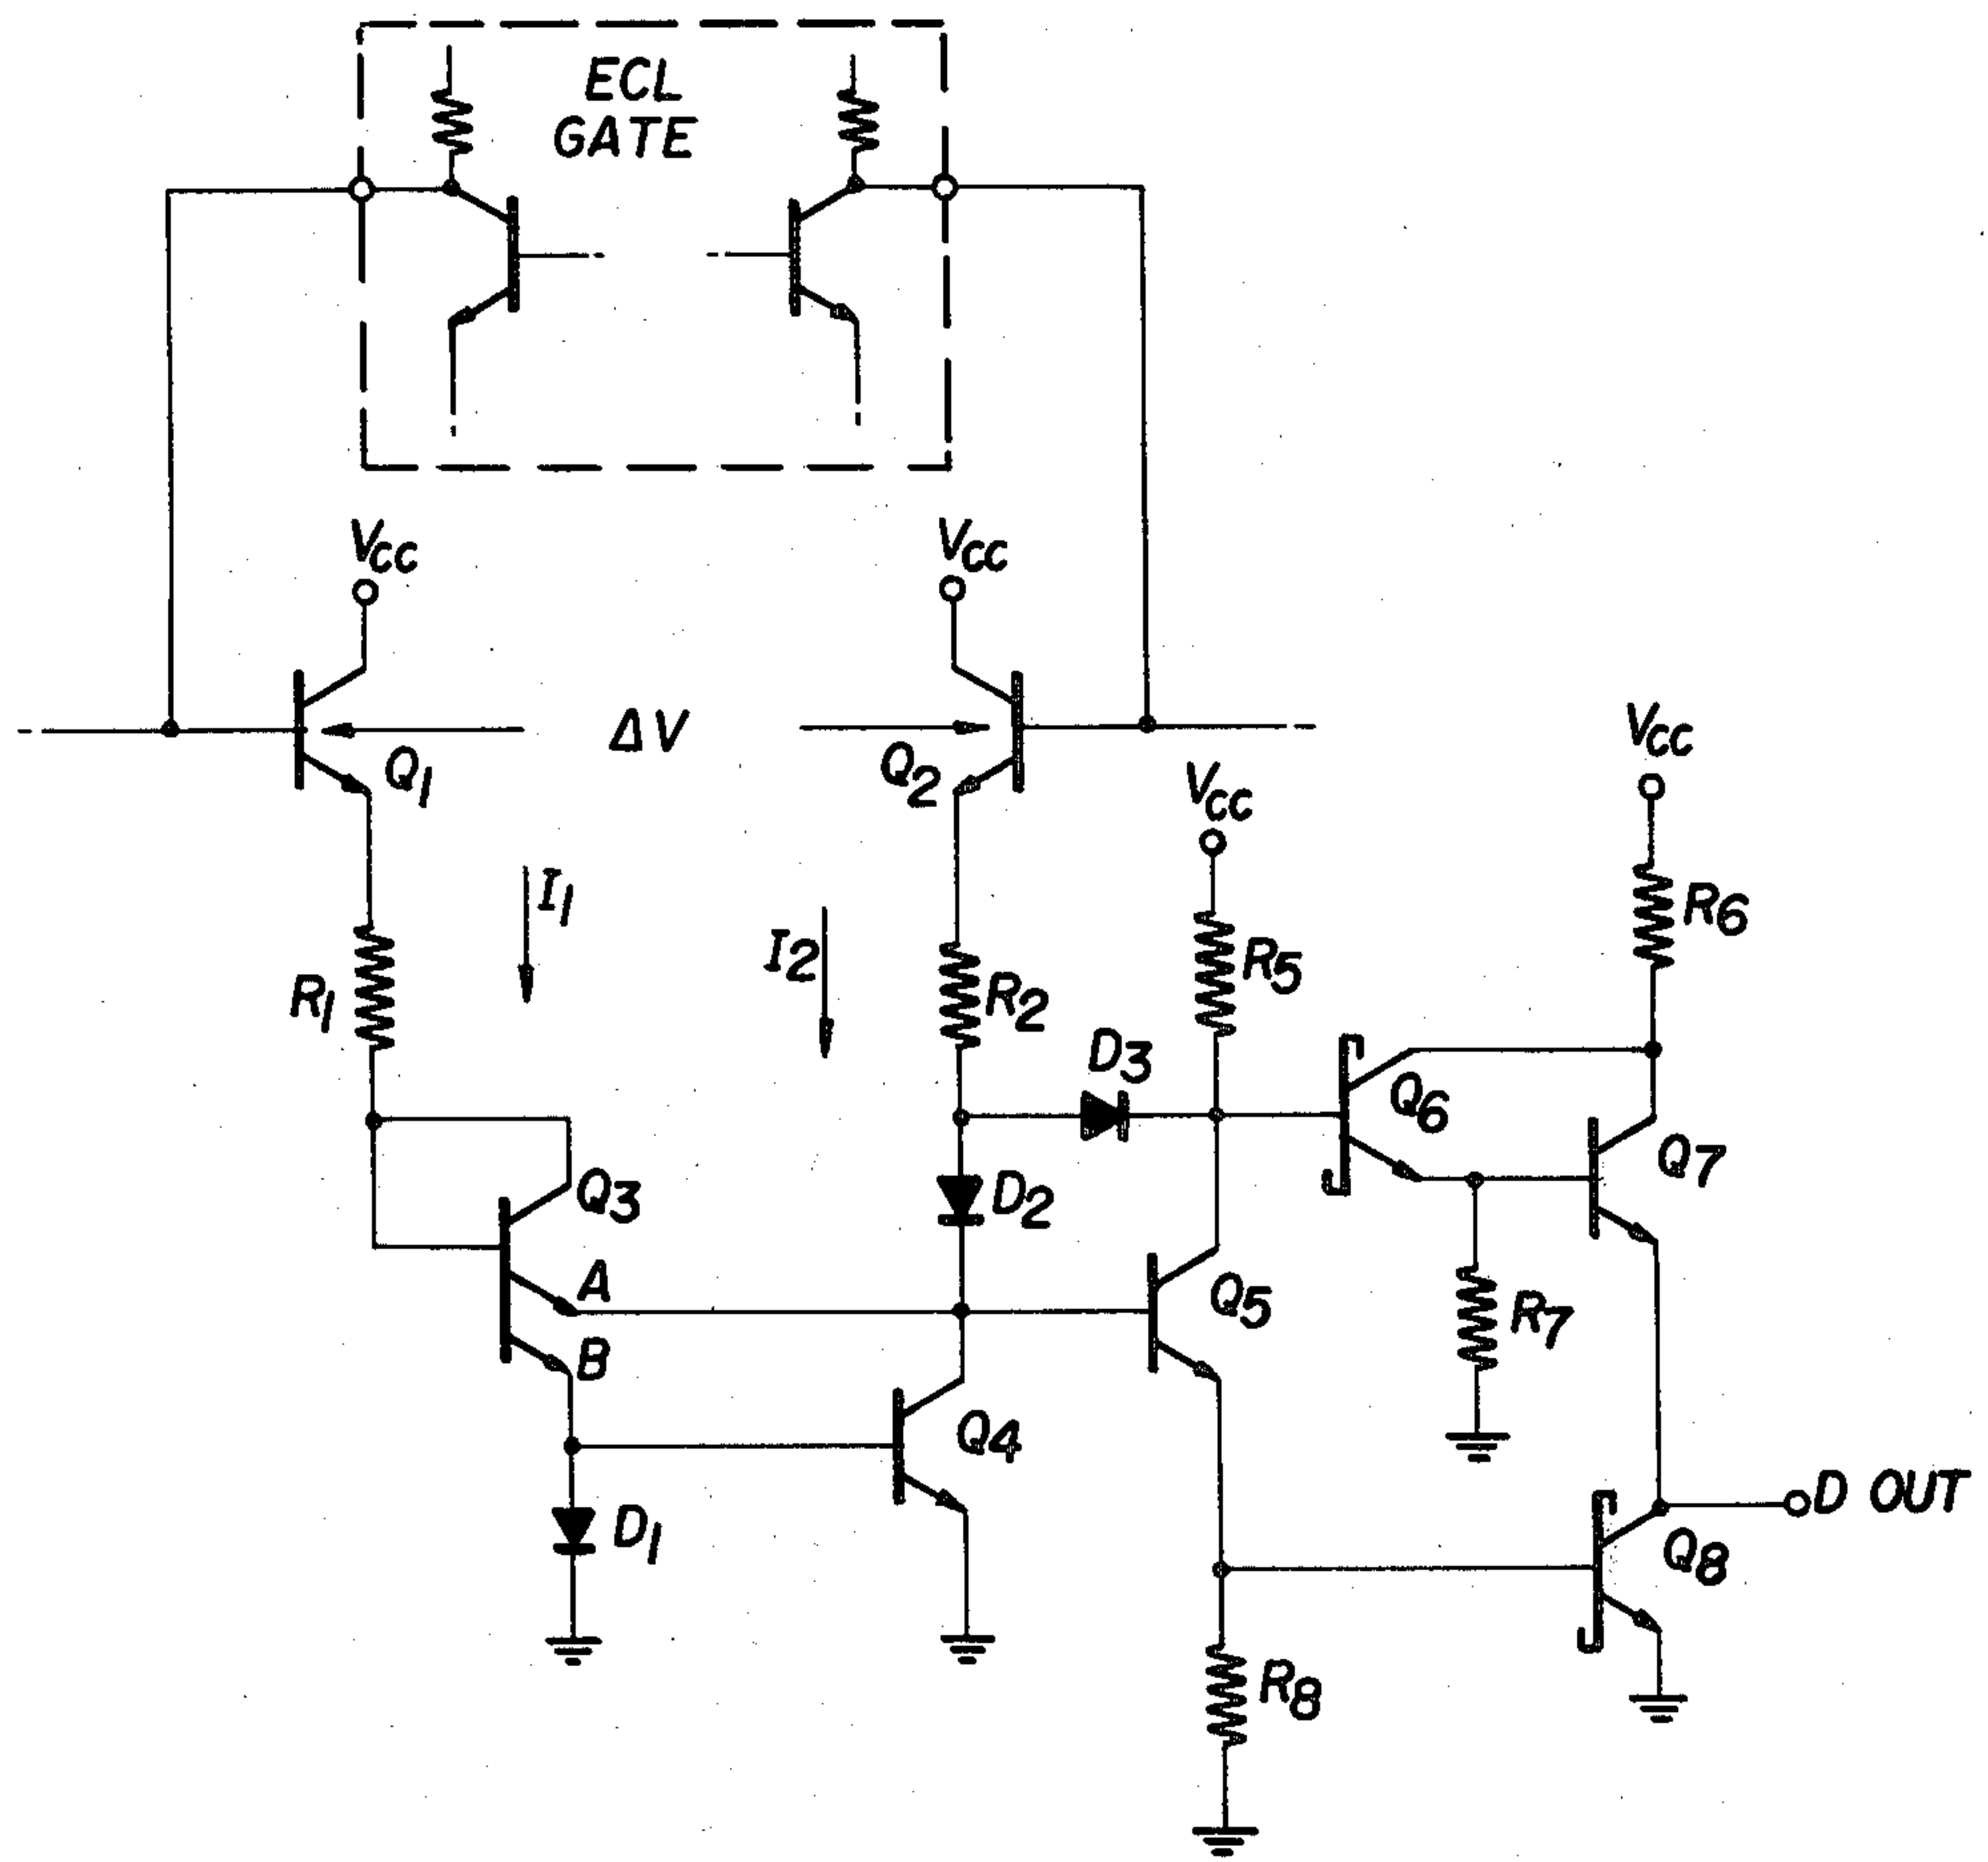 ECL
GATE
VCC
VCC
ΔV
Q1
Q2
VCC
VCC
I1
I2
R1
R2
R5
R6
D3
Q6
Q7
Q3
D2
A
B
Q5
R7
Q4
D1
D OUT
Q8
R8